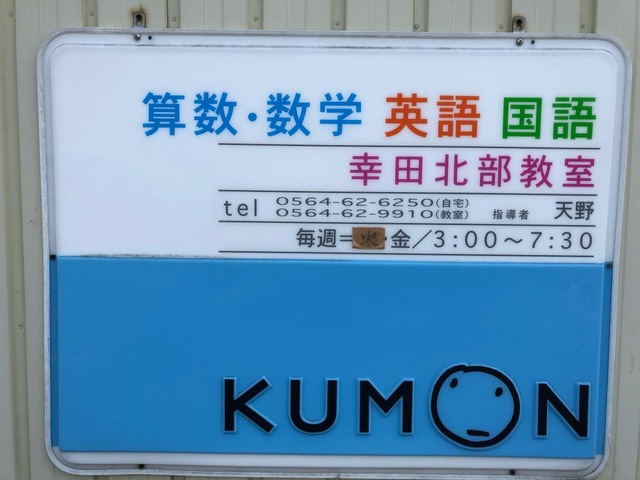 算数・数学 英語 国語
幸田北部教室
tel 0564-62-6250(自宅)
0564-62-9910(教室) 指導者 天野
毎週＝火・金／3:00〜7:30
KUMON